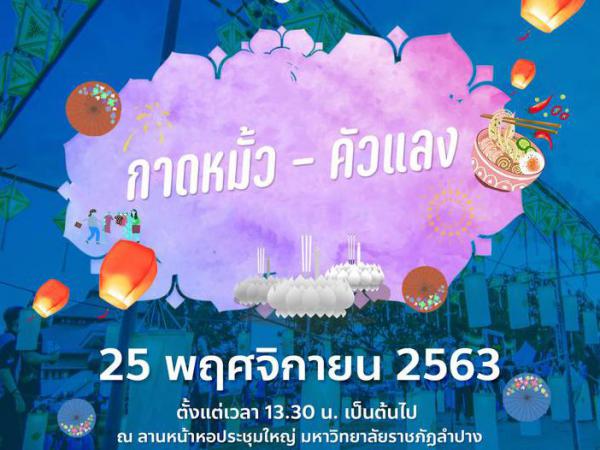 กาดหมั้ว - คัวแลง
25 พฤศจิกายน 2563
ตั้งแต่เวลา 13.30 น. เป็นต้นไป
ณ ลานหน้าหอประชุมใหญ่ มหาวิทยาลัยราชภัฏลำปาง